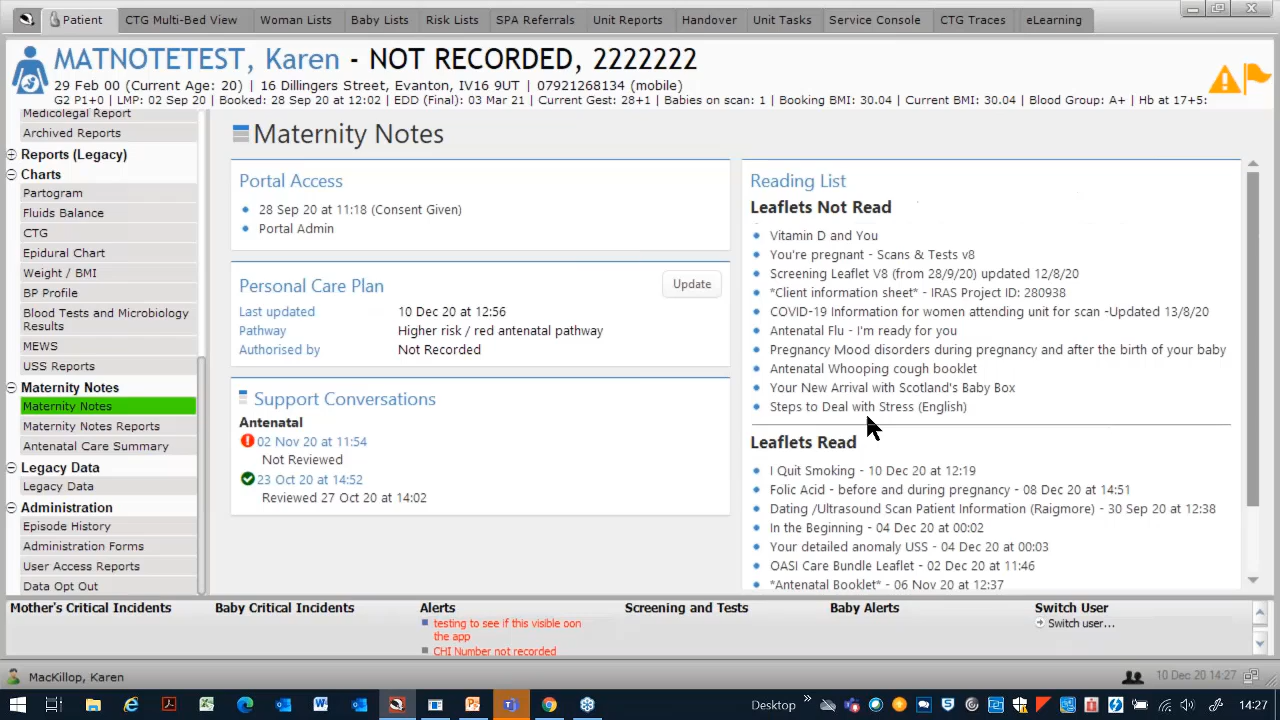 Patient CTG Multi-Bed View Woman Lists Baby Lists Risk Lists SPA Referrals Unit Reports Handover Unit Tasks Service Console CTG Traces eLearning
MATNOTETEST, Karen - NOT RECORDED, 2222222
29 Feb 00 (Current Age: 20) | 16 Dillingers Street, Evanton, IV16 9UT | 07921268134 (mobile)
G2 P1+0 | LMP: 02 Sep 20 | Booked: 28 Sep 20 at 12:02 | EDD (Final): 03 Mar 21 | Current Gest: 28+1 | Babies on scan: 1 | Booking BMI: 30.04 | Current BMI: 30.04 | Blood Group: A+ | Hb at 17+5:
Medicolegal Report
Archived Reports
Reports (Legacy)
Charts
Partogram
Fluids Balance
CTG
Epidural Chart
Weight / BMI
BP Profile
Blood Tests and Microbiology
Results
MEWS
USS Reports
Maternity Notes
Maternity Notes
Maternity Notes Reports
Antenatal Care Summary
Legacy Data
Legacy Data
Administration
Episode History
Administration Forms
User Access Reports
Data Opt Out
Maternity Notes
Portal Access
28 Sep 20 at 11:18 (Consent Given)
Portal Admin
Personal Care Plan Update
Last updated 10 Dec 20 at 12:56
Pathway Higher risk / red antenatal pathway
Authorised by Not Recorded
Support Conversations
Antenatal
02 Nov 20 at 11:54
Not Reviewed
23 Oct 20 at 14:52
Reviewed 27 Oct 20 at 14:02
Reading List
Leaflets Not Read
Vitamin D and You
You're pregnant - Scans & Tests v8
Screening Leaflet V8 (from 28/9/20) updated 12/8/20
*Client information sheet* - IRAS Project ID: 280938
COVID-19 Information for women attending unit for scan -Updated 13/8/20
Antenatal Flu - I'm ready for you
Pregnancy Mood disorders during pregnancy and after the birth of your baby
Antenatal Whooping cough booklet
Your New Arrival with Scotland's Baby Box
Steps to Deal with Stress (English)
Leaflets Read
I Quit Smoking - 10 Dec 20 at 12:19
Folic Acid - before and during pregnancy - 08 Dec 20 at 14:51
Dating /Ultrasound Scan Patient Information (Raigmore) - 30 Sep 20 at 12:38
In the Beginning - 04 Dec 20 at 00:02
Your detailed anomaly USS - 04 Dec 20 at 00:03
OASI Care Bundle Leaflet - 02 Dec 20 at 11:46
*Antenatal Booklet* - 06 Nov 20 at 12:37
Mother's Critical Incidents Baby Critical Incidents Alerts Screening and Tests Baby Alerts Switch User
testing to see if this visible oon
the app
CHI Number not recorded
Switch user...
MacKillop, Karen 10 Dec 20 14:27
Desktop 14:27